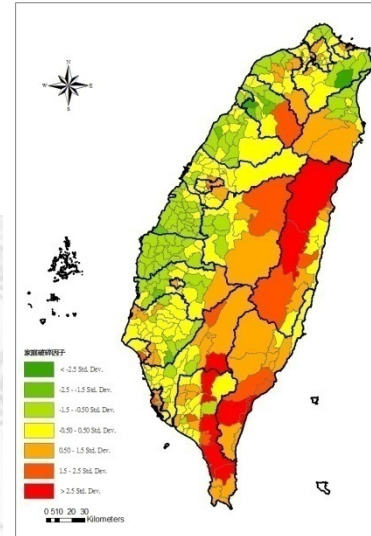 N
W E
S
家庭破碎因子
< -2.5 Std. Dev.
-2.5 - -1.5 Std. Dev.
-1.5 - -0.50 Std. Dev.
-0.50 - 0.50 Std. Dev.
0.50 - 1.5 Std. Dev.
1.5 - 2.5 Std. Dev.
> 2.5 Std. Dev.
0 5 10 20 30
Kilometers